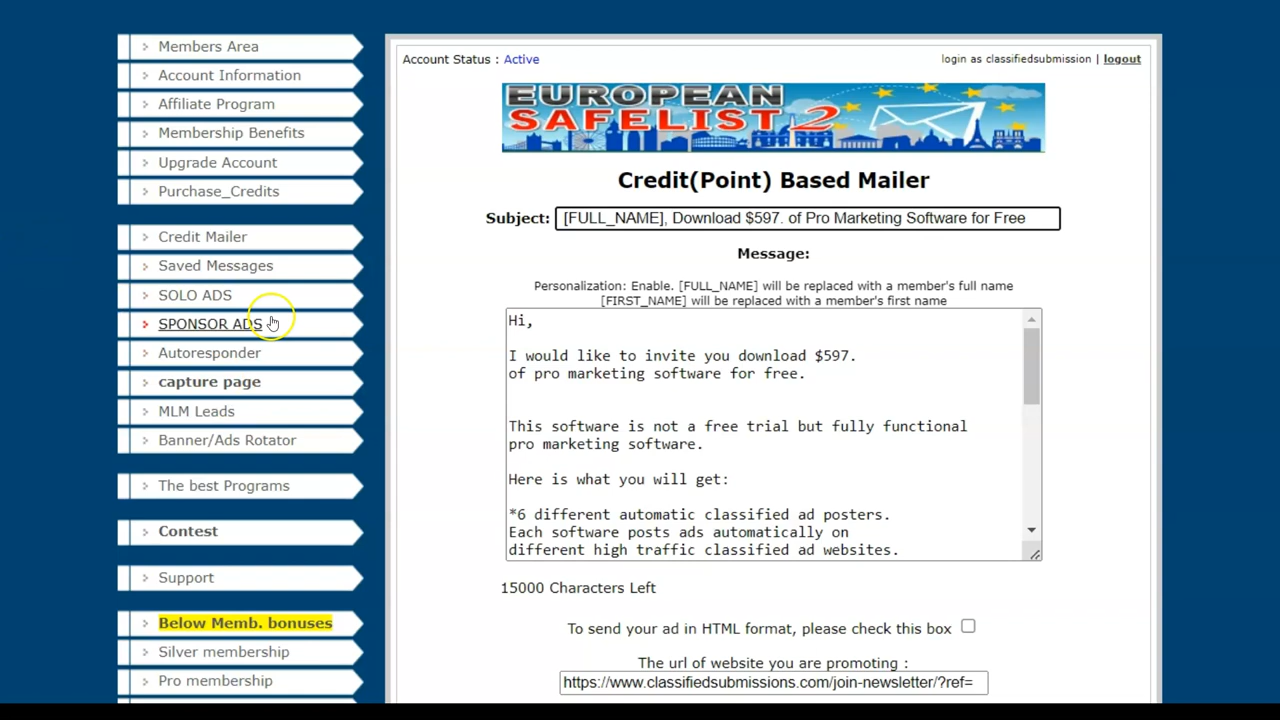 Members Area
Account Information
Affiliate Program
Membership Benefits
Upgrade Account
Purchase_Credits
Credit Mailer
Saved Messages
SOLO ADS
SPONSOR ADS
Autoresponder
capture page
MLM Leads
Banner/Ads Rotator
The best Programs
Contest
Support
Below Memb. bonuses
Silver membership
Pro membership
Account Status : Active
login as classifiedsubmission | logout
EUROPEAN
SAFELIST 2
Credit(Point) Based Mailer
Subject: [FULL_NAME], Download $597. of Pro Marketing Software for Free
Message:
Personalization: Enable. [FULL_NAME] will be replaced with a member's full name
[FIRST_NAME] will be replaced with a member's first name
Hi,
I would like to invite you download $597.
of pro marketing software for free.
This software is not a free trial but fully functional
pro marketing software.
Here is what you will get:
*6 different automatic classified ad posters.
Each software posts ads automatically on
different high traffic classified ad websites.
15000 Characters Left
To send your ad in HTML format, please check this box
The url of website you are promoting :
https://www.classifiedsubmissions.com/join-newsletter/?ref=